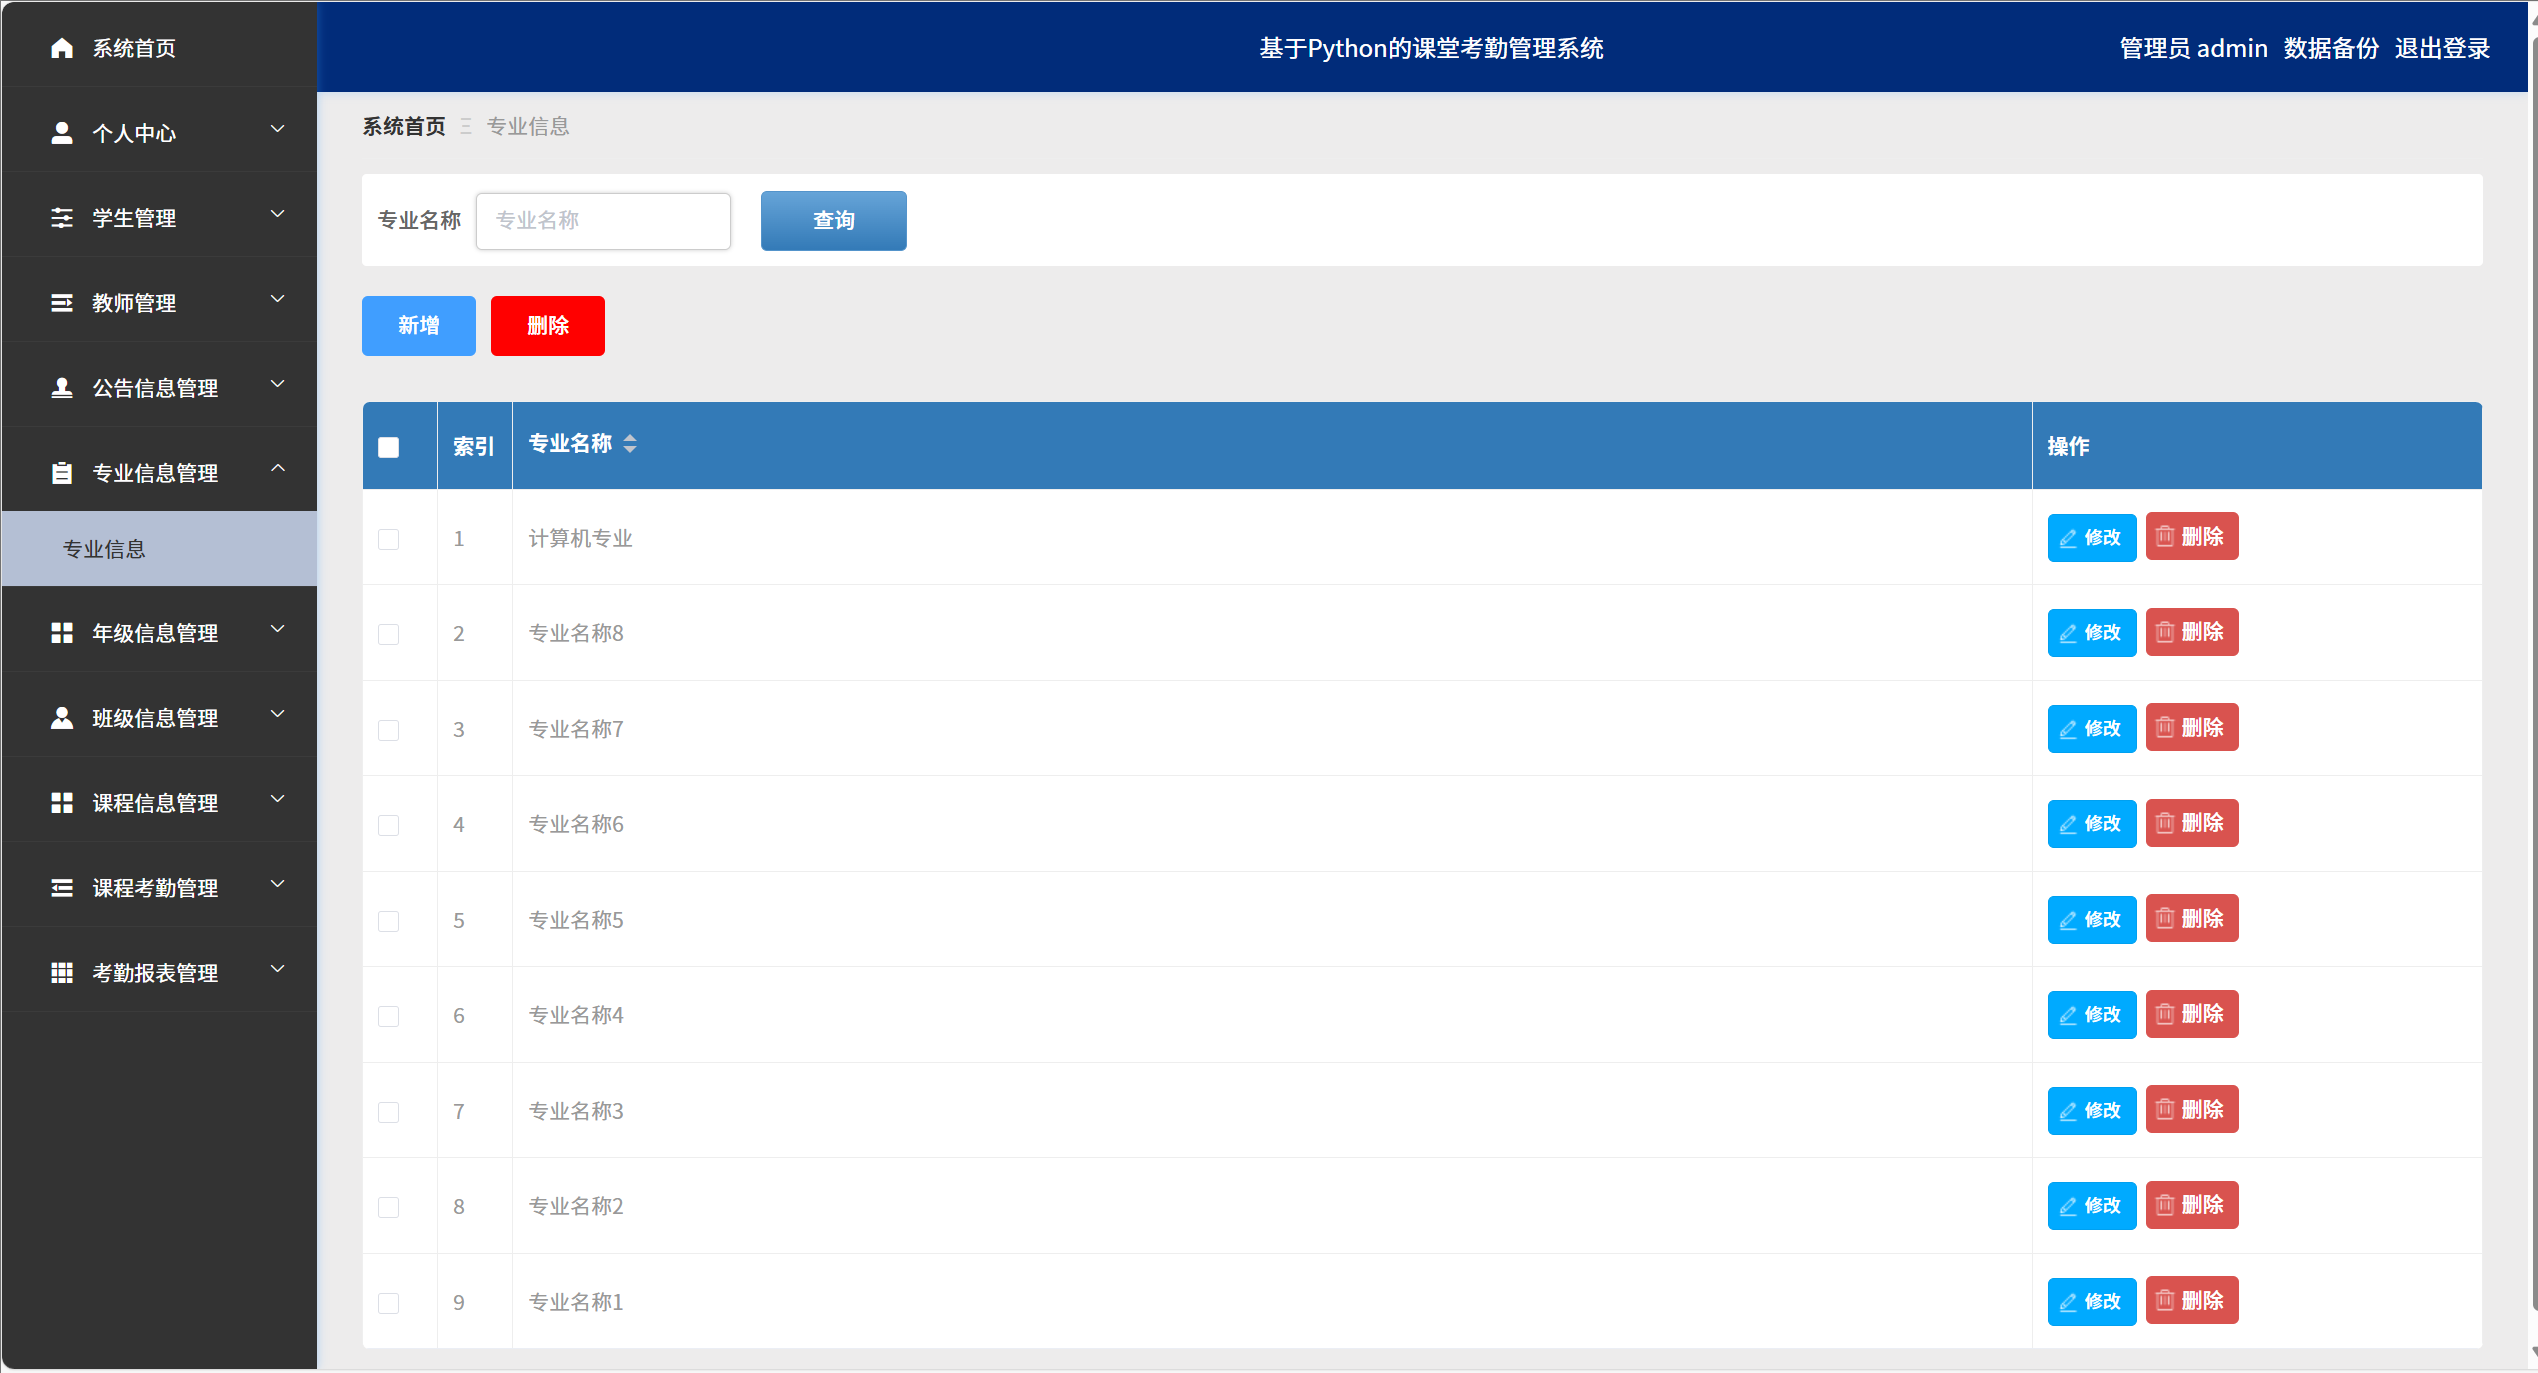 系统首页
个人中心
学生管理
教师管理
公告信息管理
专业信息管理
专业信息
年级信息管理
班级信息管理
课程信息管理
课程考勤管理
考勤报表管理
基于Python的课堂考勤管理系统
管理员 admin 数据备份 退出登录
系统首页 专业信息
专业名称 专业名称 查询
新增 删除
索引 专业名称 操作
1 计算机专业 修改 删除
2 专业名称8 修改 删除
3 专业名称7 修改 删除
4 专业名称6 修改 删除
5 专业名称5 修改 删除
6 专业名称4 修改 删除
7 专业名称3 修改 删除
8 专业名称2 修改 删除
9 专业名称1 修改 删除